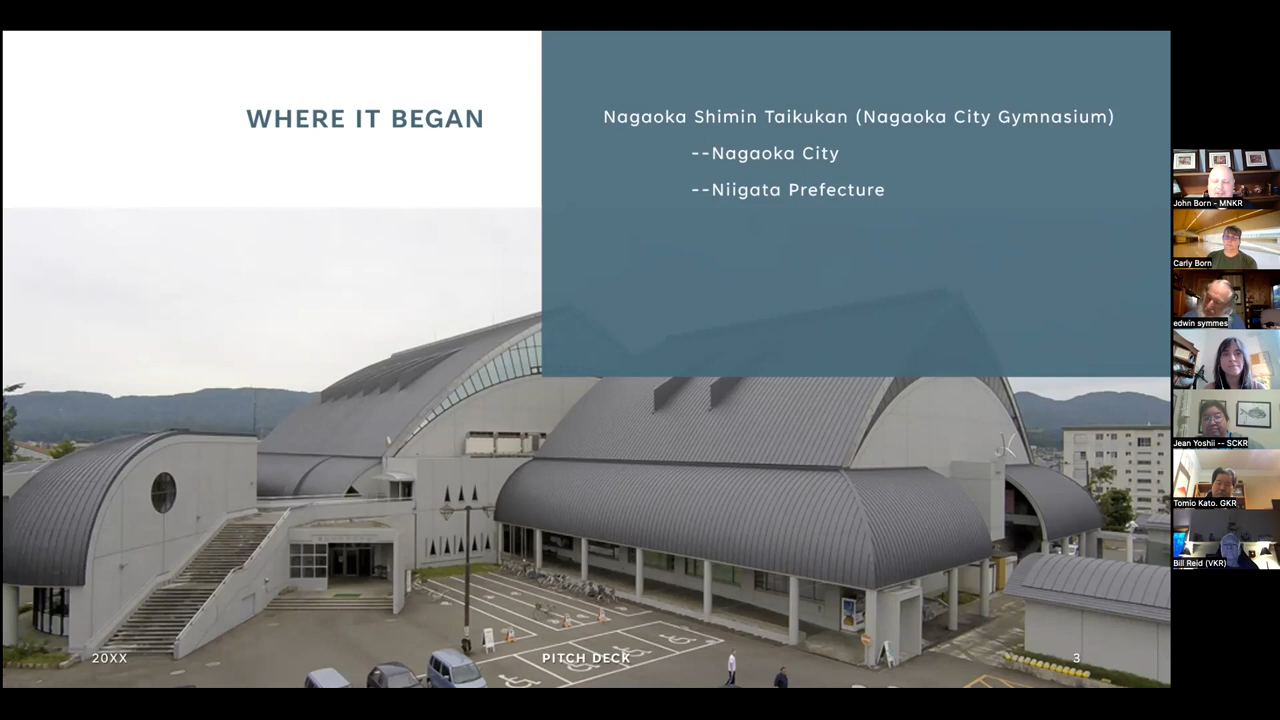 WHERE IT BEGAN
Nagaoka Shimin Taikukan (Nagaoka City Gymnasium)
--Nagaoka City
--Niigata Prefecture
20XX
PITCH DECK
3
John Born - MNKR
Carly Born
edwin symmes
Jean Yoshii -- SCKR
Tomio Kato. GKR
Bill Reid (VKR)